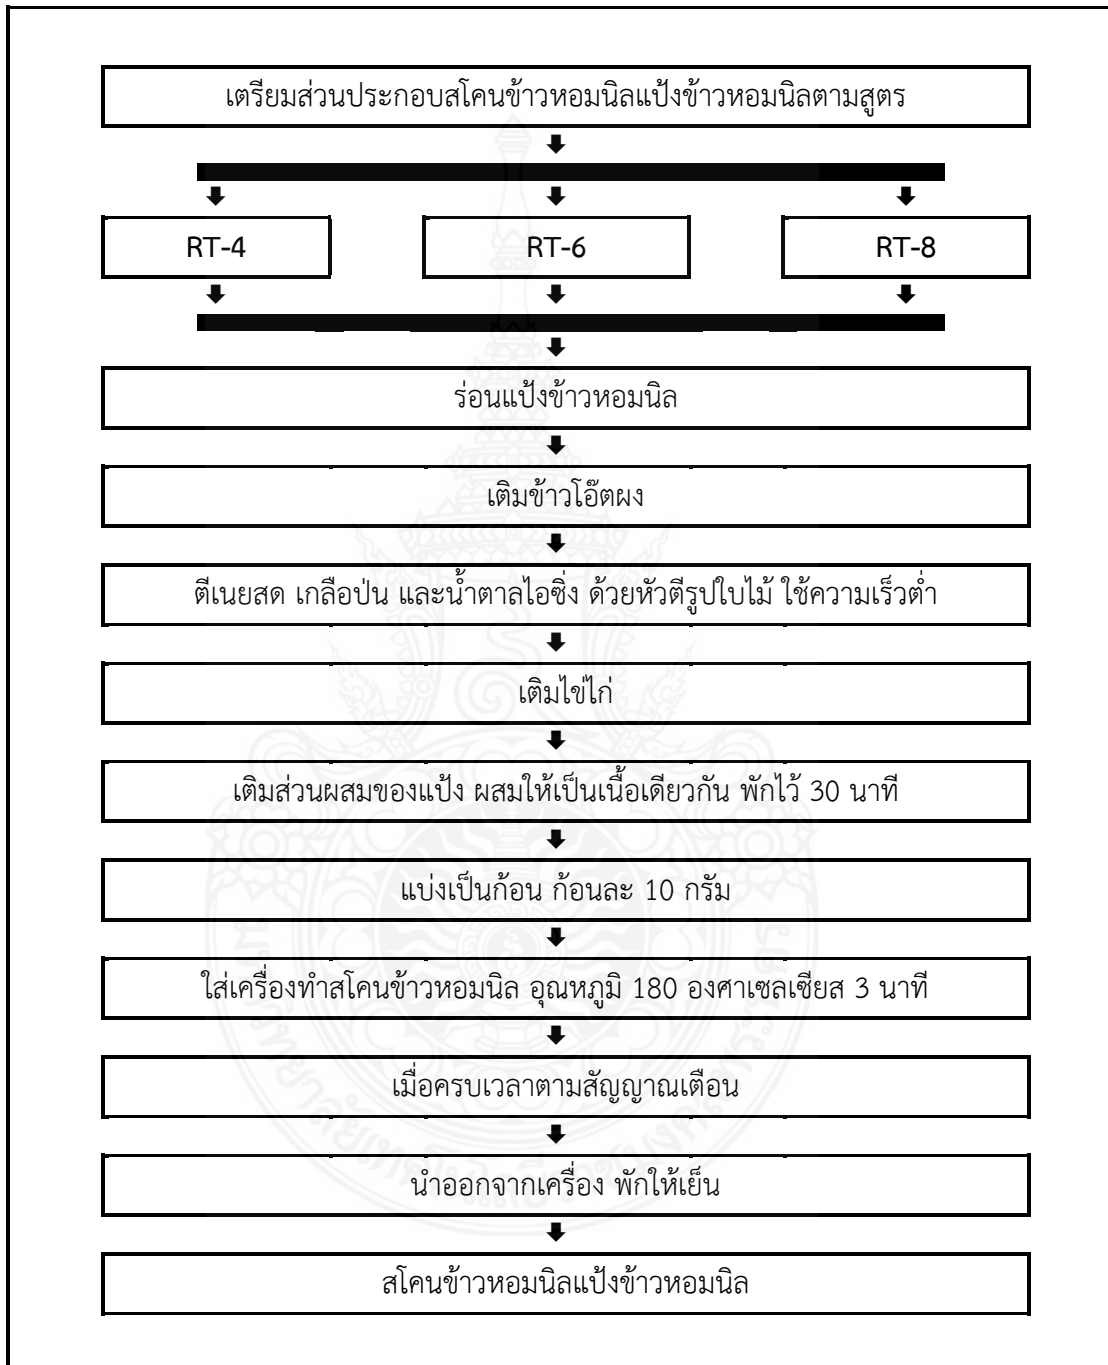 เตรียมส่วนประกอบสโคนข้าวหอมนิลแป้งข้าวหอมนิลตามสูตร
RT-4 RT-6 RT-8
ร่อนแป้งข้าวหอมนิล
เติมข้าวโอ๊ตผง
ตีเนยสด เกลือป่น และน้ำตาลไอซิ่ง ด้วยหัวตีรูปใบไม้ ใช้ความเร็วต่ำ
เติมไข่ไก่
เติมส่วนผสมของแป้ง ผสมให้เป็นเนื้อเดียวกัน พักไว้ 30 นาที
แบ่งเป็นก้อน ก้อนละ 10 กรัม
ใส่เครื่องทำสโคนข้าวหอมนิล อุณหภูมิ 180 องศาเซลเซียส 3 นาที
เมื่อครบเวลาตามสัญญาณเตือน
นำออกจากเครื่อง พักให้เย็น
สโคนข้าวหอมนิลแป้งข้าวหอมนิล